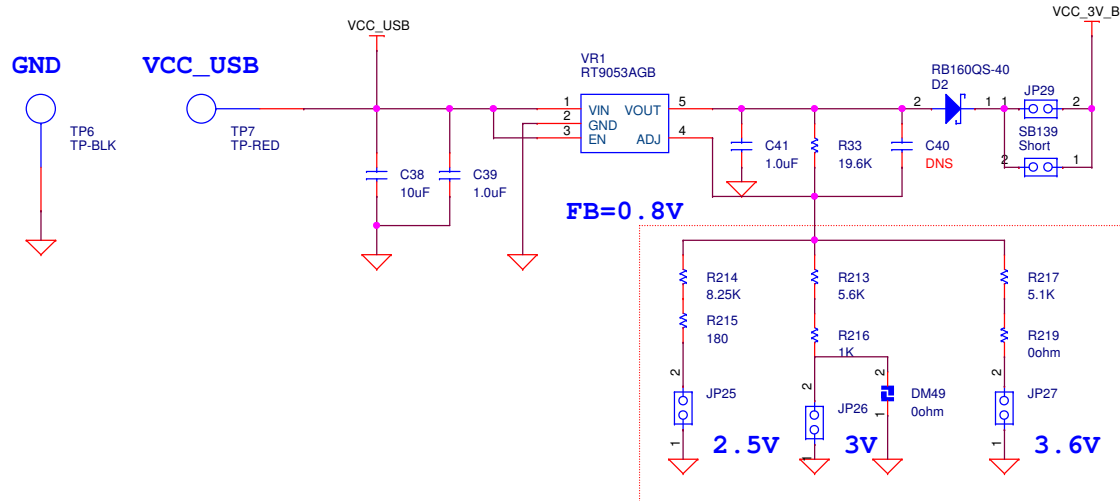 VCC_3V_B
VCC_USB
GND
VCC_USB
VR1
RT9053AGB
RB160QS-40
D2
JP29
1
VIN
VOUT
5
2
1
1
2
2
GND
3
EN
ADJ
4
TP6
TP-BLK
TP7
TP-RED
SB139
Short
2
1
C41
1.0uF
R33
19.6K
C40
DNS
C38
10uF
C39
1.0uF
FB=0.8V
R214
8.25K
R213
5.6K
R217
5.1K
R215
180
R216
1K
R219
0ohm
2
2
2
2
JP25
JP26
DM49
0ohm
JP27
1
1
1
1
2.5V
3V
3.6V